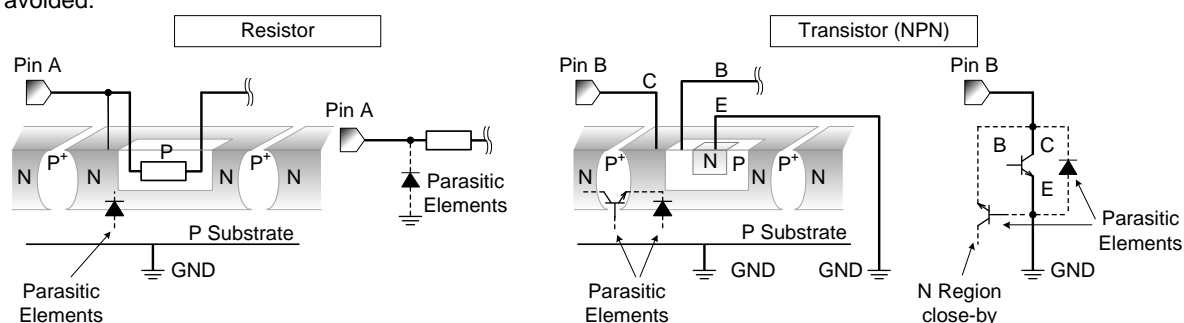 avoided.
Resistor
Transistor (NPN)
Pin A
Pin A
Pin B
C
B
E
Pin B
N
P+
N
P
N
P+
N
Parasitic
Elements
P Substrate
GND
Parasitic
Elements
N
P+
N
N
P
N
P+
N
P Substrate
GND
GND
Parasitic
Elements
B
C
E
Parasitic
Elements
GND
N Region
close-by